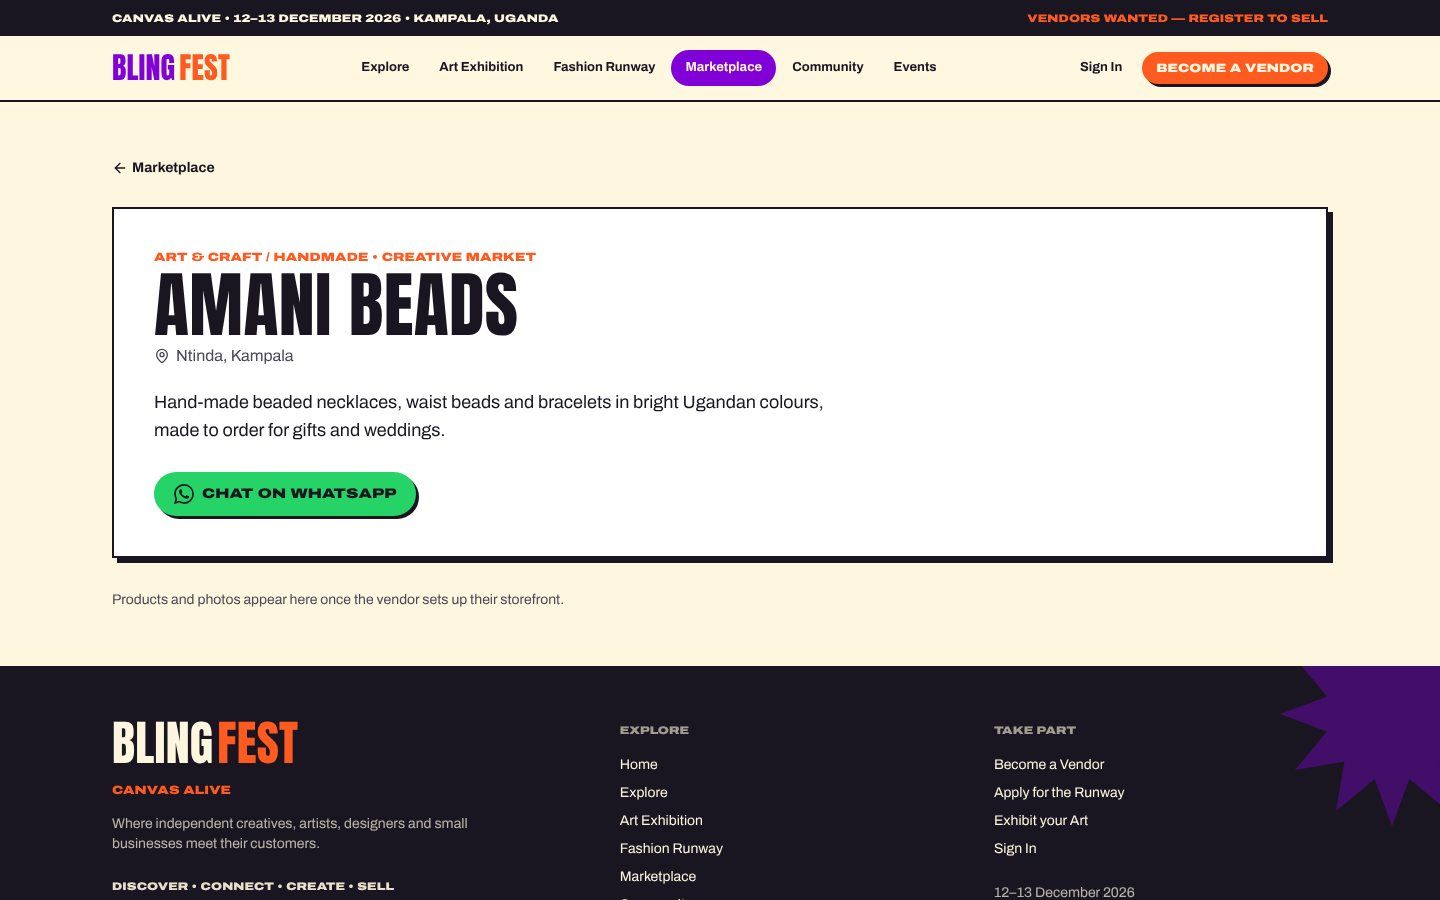 CANVAS ALIVE • 12–13 DECEMBER 2026 • KAMPALA, UGANDA
VENDORS WANTED — REGISTER TO SELL
BLING FEST
Explore
Art Exhibition
Fashion Runway
Marketplace
Community
Events
Sign In
BECOME A VENDOR
← Marketplace
ART & CRAFT / HANDMADE • CREATIVE MARKET
AMANI BEADS
Ntinda, Kampala
Hand-made beaded necklaces, waist beads and bracelets in bright Ugandan colours,
made to order for gifts and weddings.
CHAT ON WHATSAPP
Products and photos appear here once the vendor sets up their storefront.
BLING FEST
CANVAS ALIVE
Where independent creatives, artists, designers and small
businesses meet their customers.
DISCOVER • CONNECT • CREATE • SELL
EXPLORE
Home
Explore
Art Exhibition
Fashion Runway
Marketplace
TAKE PART
Become a Vendor
Apply for the Runway
Exhibit your Art
Sign In
12–13 December 2026